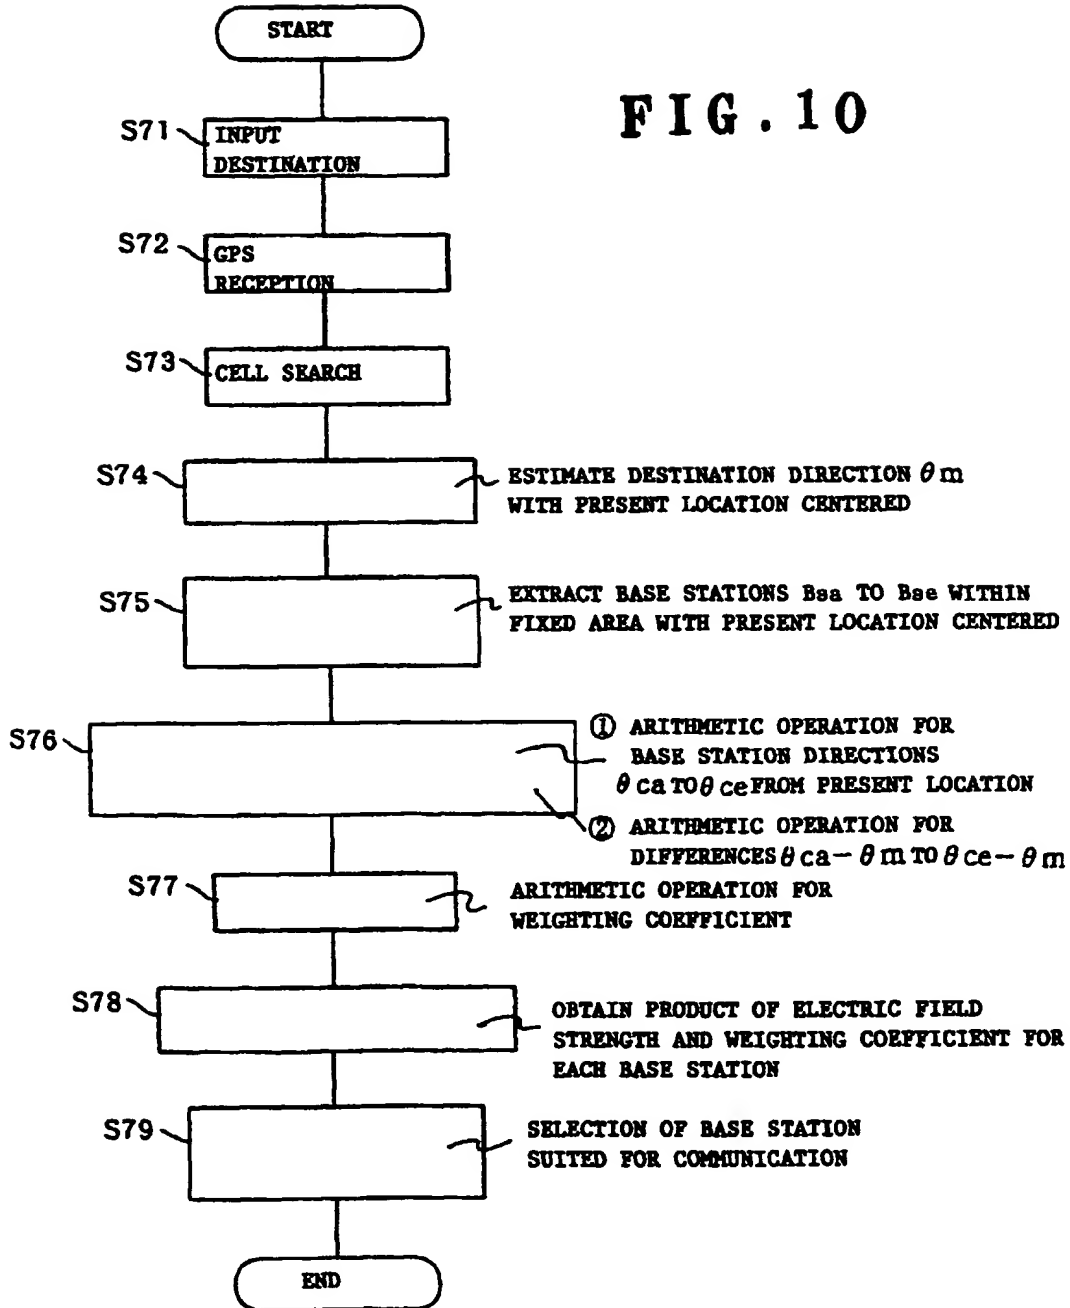 START
FIG.10
S71
INPUT
DESTINATION
S72
GPS
RECEPTION
S73
CELL SEARCH
S74
ESTIMATE DESTINATION DIRECTION θm
WITH PRESENT LOCATION CENTERED
S75
EXTRACT BASE STATIONS Bsa TO Bse WITHIN
FIXED AREA WITH PRESENT LOCATION CENTERED
S76
① ARITHMETIC OPERATION FOR
BASE STATION DIRECTIONS
θca TO θce FROM PRESENT LOCATION
② ARITHMETIC OPERATION FOR
DIFFERENCES θca-θm TO θce-θm
S77
ARITHMETIC OPERATION FOR
WEIGHTING COEFFICIENT
S78
OBTAIN PRODUCT OF ELECTRIC FIELD
STRENGTH AND WEIGHTING COEFFICIENT FOR
EACH BASE STATION
S79
SELECTION OF BASE STATION
SUITED FOR COMMUNICATION
END